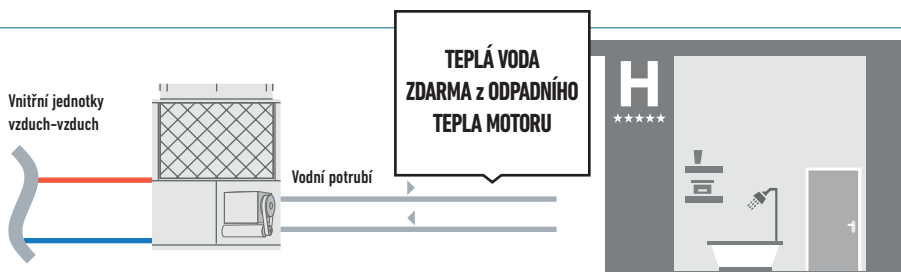 Vnitřní jednotky
vzduch-vzduch
Vodní potrubí
TEPLÁ VODA
ZDARMA z ODPADNÍHO
TEPLA MOTORU
H
★★★★★